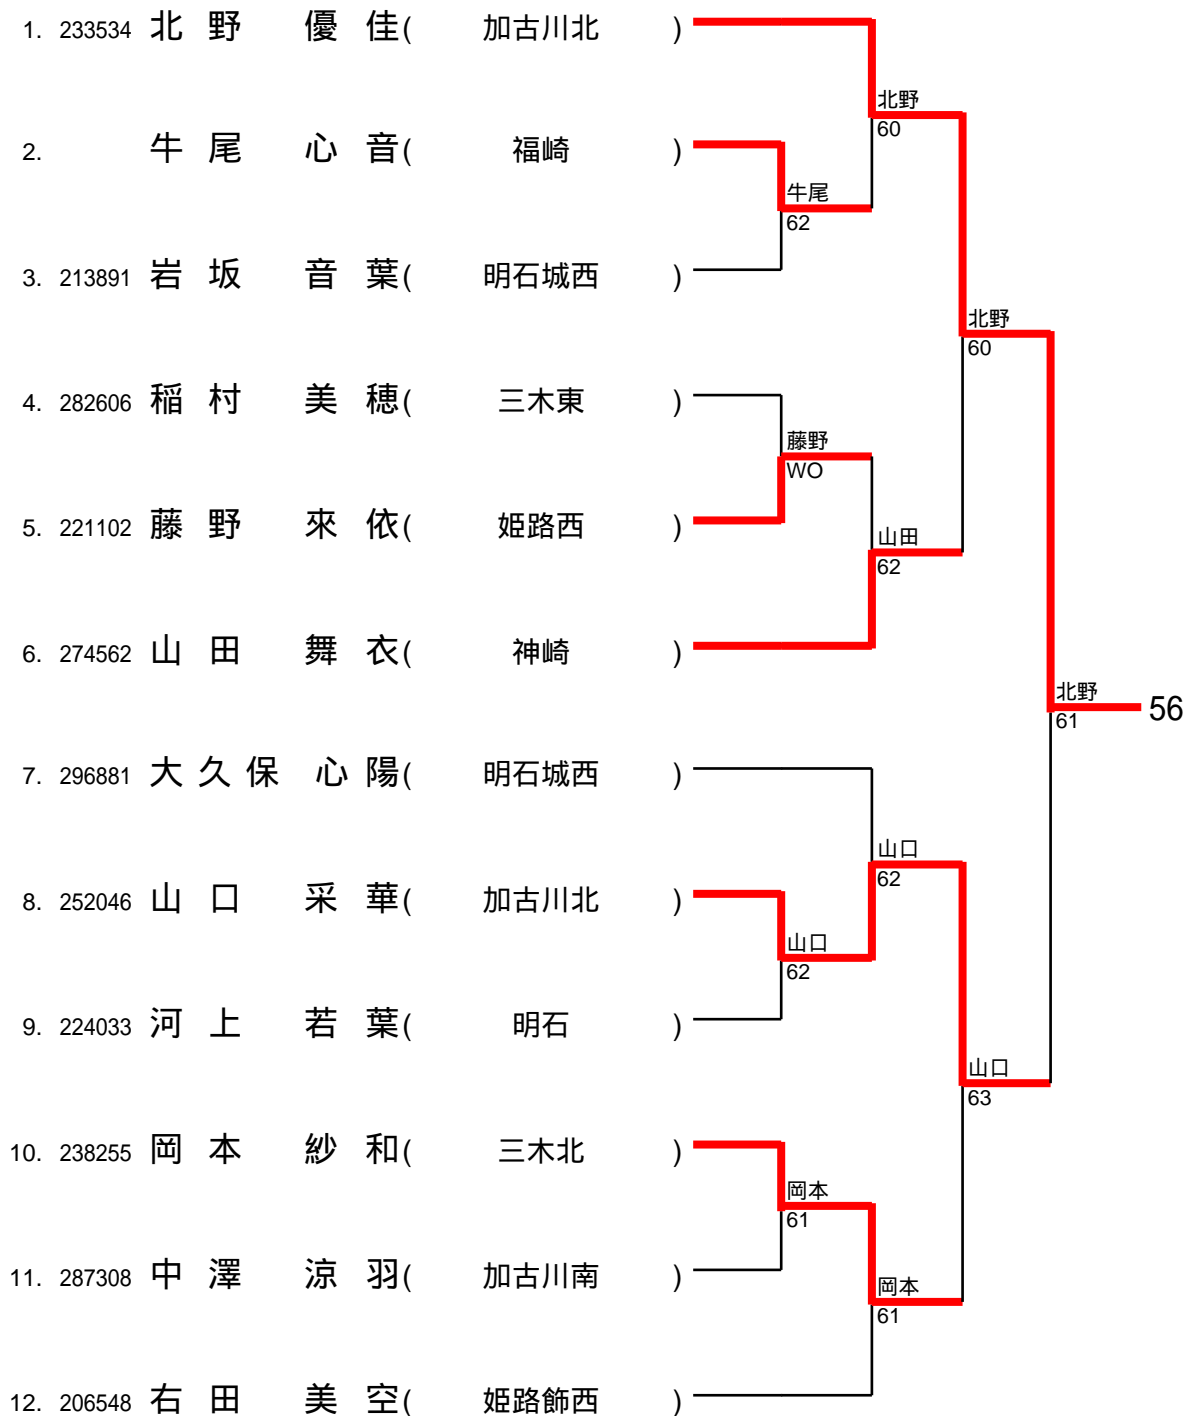 1. 233534 北野 優佳( 加古川北 )
北野
60
2. 牛尾 心音( 福崎 )
牛尾
62
3. 213891 岩坂 音葉( 明石城西 )
北野
60
4. 282606 稲村 美穂( 三木東 )
藤野
WO
5. 221102 藤野 來依( 姫路西 )
山田
62
6. 274562 山田 舞衣( 神崎 )
北野
61
56
7. 296881 大久保 心陽( 明石城西 )
山口
62
8. 252046 山口 采華( 加古川北 )
山口
62
9. 224033 河上 若葉( 明石 )
山口
63
10. 238255 岡本 紗和( 三木北 )
岡本
61
11. 287308 中澤 涼羽( 加古川南 )
岡本
61
12. 206548 右田 美空( 姫路飾西 )